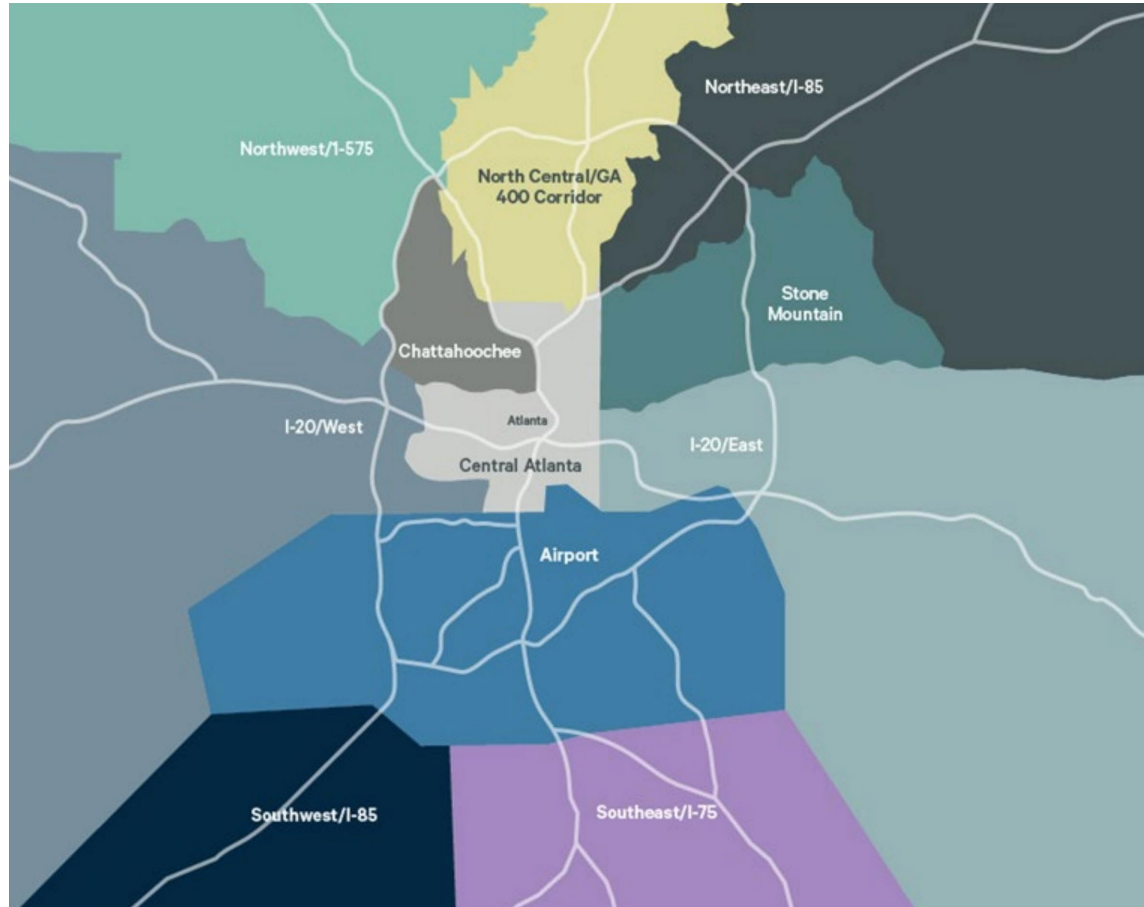 Northeast/I-85
Northwest/1-575
North Central/GA
400 Corridor
Stone
Mountain
Chattahoochee
Atlanta
I-20/West
I-20/East
Central Atlanta
Airport
Southwest/I-85
Southeast/I-75